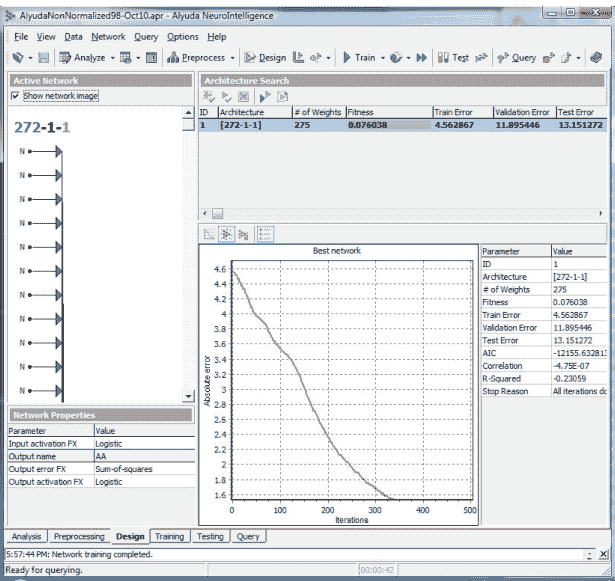 AlyudaNonNormalized98-Oct10.apr - Alyuda NeuroIntelligence
File View Data Network Query Options Help
Analyze Preprocess Design Train Test Query
Active Network
Show network image
272-1-1
N
N
N
N
N
N
N
N
N
N
N
Network Properties
Parameter Value
Input activation FX Logistic
Output name AA
Output error FX Sum-of-squares
Output activation FX Logistic
Architecture Search
ID Architecture # of Weights Fitness Train Error Validation Error Test Error
1 [272-1-1] 275 0.076038 4.562867 11.895446 13.151272
Best network
Absolute error
4.6
4.4
4.2
4
3.8
3.6
3.4
3.2
3
2.8
2.6
2.4
2.2
2
1.8
1.6
0 100 200 300 400 500
Iterations
Parameter Value
ID 1
Architecture [272-1-1]
# of Weights 275
Fitness 0.076038
Train Error 4.562867
Validation Error 11.895446
Test Error 13.151272
AIC -12155.63281
Correlation -4.75E-07
R-Squared -0.23059
Stop Reason All iterations do
Analysis Preprocessing Design Training Testing Query
5:57:44 PM: Network training completed.
Ready for querying. 00:00:42